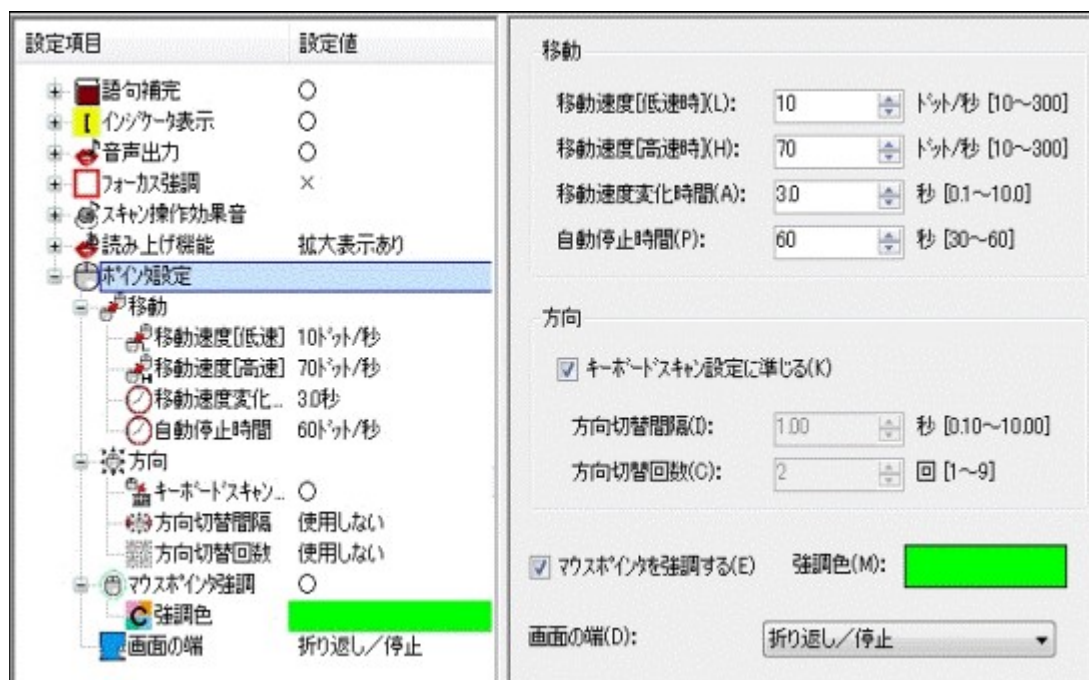 設定項目 設定値
語句補完 ○
インジケータ表示 ○
音声出力 ○
フォーカス強調 ×
スキャン操作効果音
読み上げ機能 拡大表示あり
ポインタ設定
移動
移動速度[低速] 10ドット/秒
移動速度[高速] 70ドット/秒
移動速度変化... 3.0秒
自動停止時間 60ドット/秒
方向
キーボードスキャン... ○
方向切替間隔 使用しない
方向切替回数 使用しない
マウスポインタ強調 ○
強調色
画面の端 折り返し/停止
移動
移動速度[低速時](L): 10 ドット/秒 [10~300]
移動速度[高速時](H): 70 ドット/秒 [10~300]
移動速度変化時間(A): 3.0 秒 [0.1~10.0]
自動停止時間(P): 60 秒 [30~60]
方向
キーボードスキャン設定に準じる(K)
方向切替間隔(I): 1.00 秒 [0.10~10.00]
方向切替回数(C): 2 回 [1~9]
マウスポインタを強調する(E) 強調色(M):
画面の端(D): 折り返し/停止